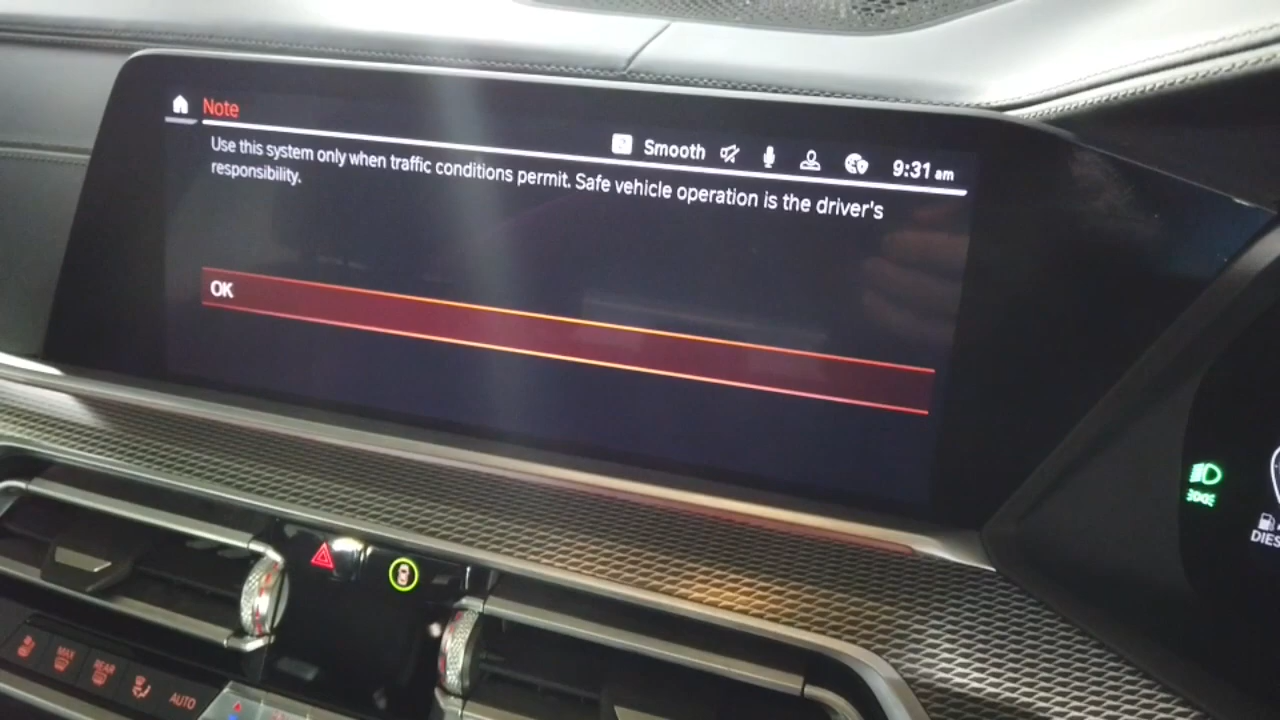 Note
Smooth
9:31 am
Use this system only when traffic conditions permit. Safe vehicle operation is the driver's
responsibility.
OK
MAX
REAR
AUTO
DIES